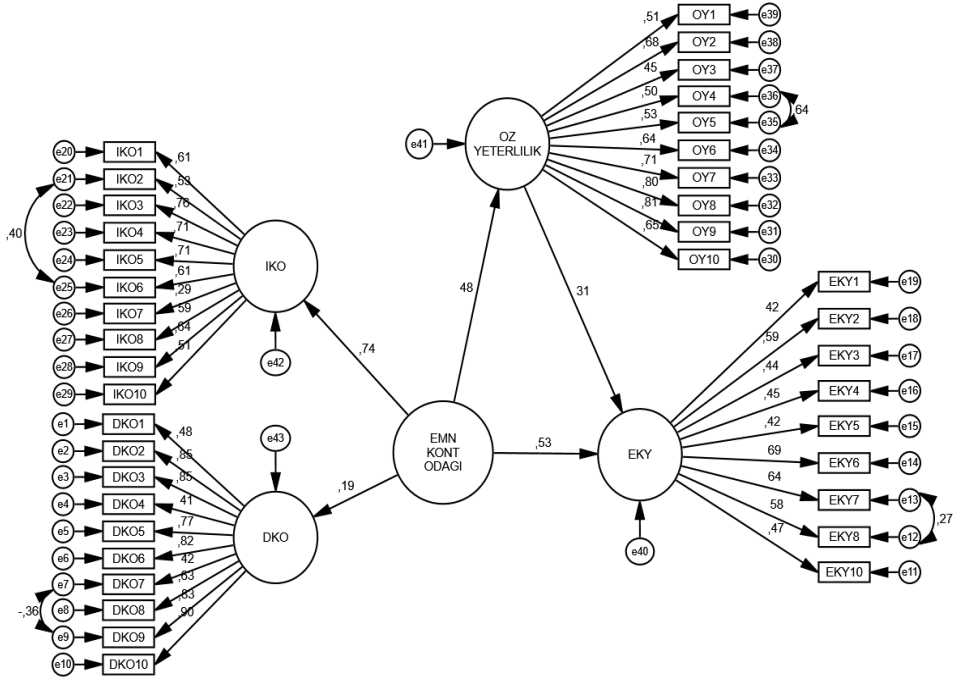 ,51 OY1 e39
,68 OY2 e38
45 OY3 e37
,50 OY4 e36
,53 OY5 e35
,64
,64 OY6 e34
,71 OY7 e33
,80 OY8 e32
,81 OY9 e31
,65 OY10 e30
e41
OZ
YETERLILIK
e20 IKO1 ,61
e21 IKO2 ,53
e22 IKO3 ,76
e23 IKO4 ,71
e24 IKO5 ,71
e25 IKO6 ,61
e26 IKO7 ,29
e27 IKO8 ,59
e28 IKO9 ,64
e29 IKO10 ,51
,40
IKO
e42
,74
48
31
e1 DKO1 ,48
e2 DKO2 ,85
e3 DKO3 ,85
e4 DKO4 41
e5 DKO5 ,77
e6 DKO6 ,82
e7 DKO7 42
e8 DKO8 ,63
e9 DKO9 ,83
e10 DKO10 ,90
-,36
e43
DKO
,19
EMN
KONT
ODAGI
,53
EKY
e40
42 EKY1 e19
,59 EKY2 e18
,44 EKY3 e17
,45 EKY4 e16
,42 EKY5 e15
69 EKY6 e14
64 EKY7 e13
58 EKY8 e12
,47 EKY10 e11
,27